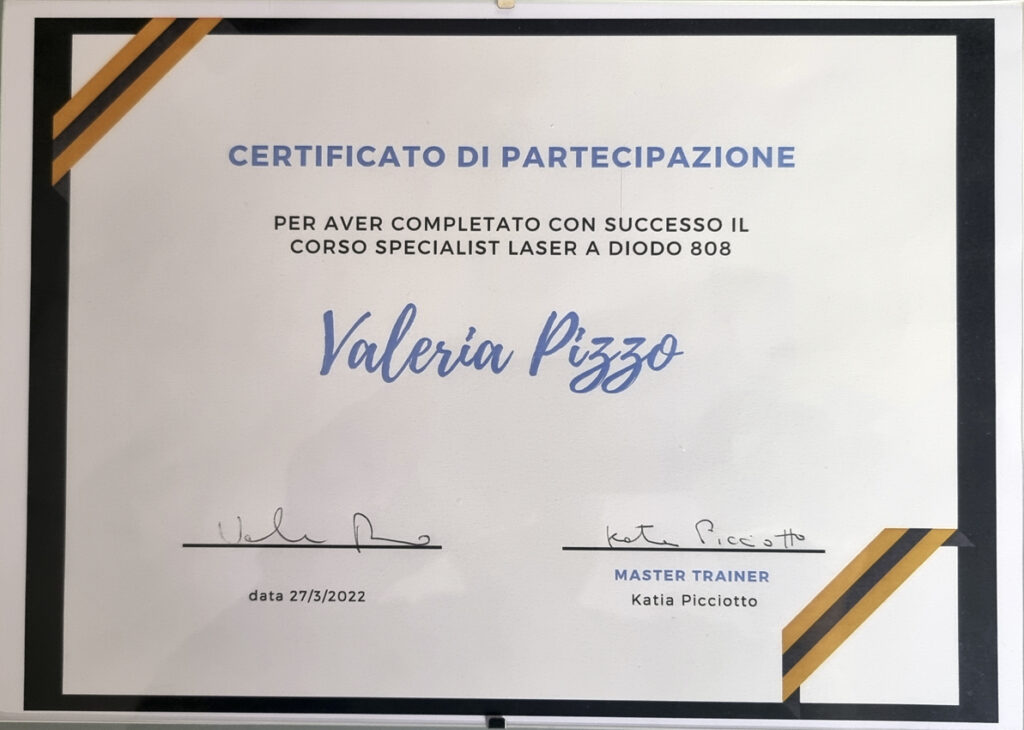 CERTIFICATO DI PARTECIPAZIONE
PER AVER COMPLETATO CON SUCCESSO IL
CORSO SPECIALIST LASER A DIODO 808
Valeria Pizzo
Katia Picciotto
data 27/3/2022
MASTER TRAINER
Katia Picciotto